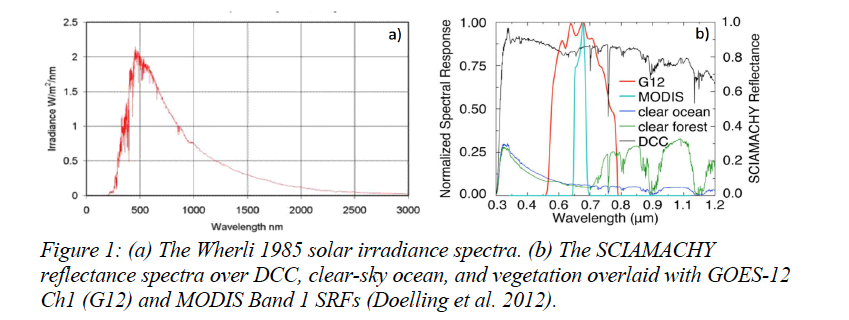 a)
Irradiance W/m²/nm
2.5
2
1.5
1
0.5
0
0 500 1000 1500 2000 2500 3000
Wavelength nm
b)
Normalized Spectral Response
1.00
0.75
0.50
0.25
0.00
G12
MODIS
clear ocean
clear forest
DCC
1.0
0.8
0.6
0.4
0.2
0.0
SCIAMACHY Reflectance
0.3 0.4 0.5 0.6 0.7 0.8 0.9 1.0 1.1 1.2
Wavelength (μm)
Figure 1: (a) The Wherli 1985 solar irradiance spectra. (b) The SCIAMACHY
reflectance spectra over DCC, clear-sky ocean, and vegetation overlaid with GOES-12
Ch1 (G12) and MODIS Band 1 SRFs (Doelling et al. 2012).